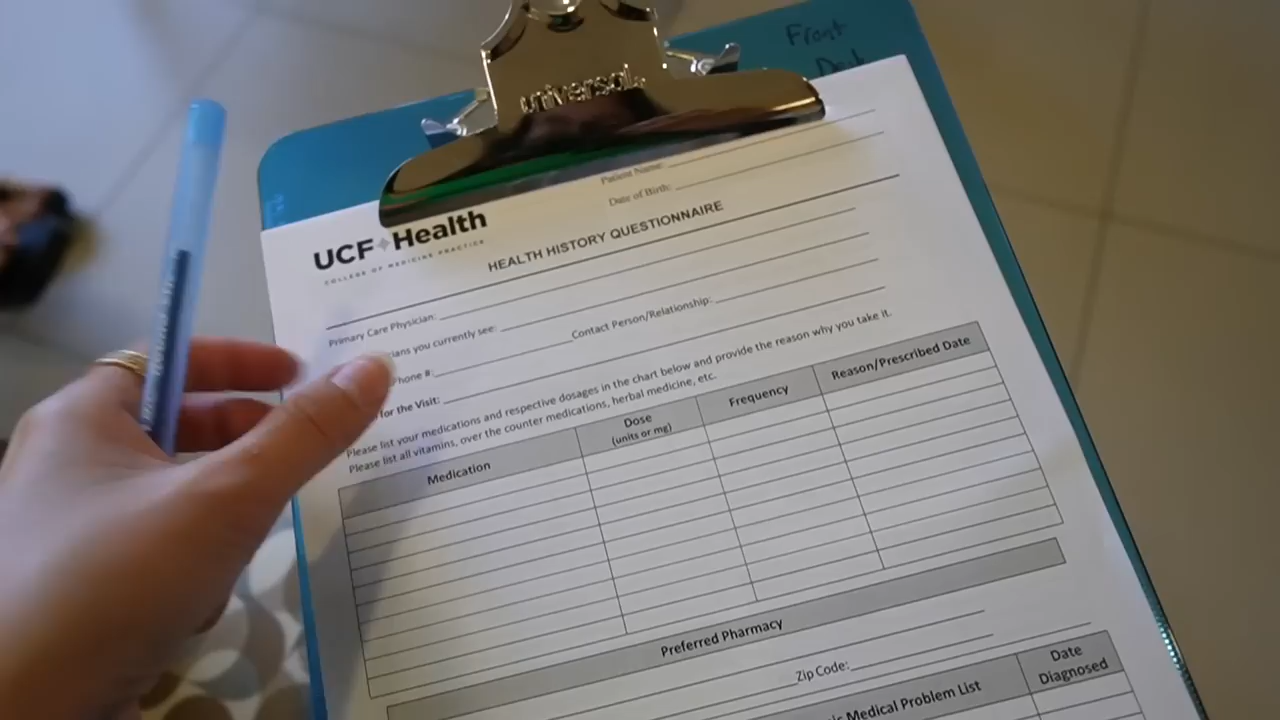 Front
Desk
universal
Patient Name:
Date of Birth:
UCF Health
COLLEGE OF MEDICINE PRACTICE
HEALTH HISTORY QUESTIONNAIRE
Primary Care Physician:
you currently see:
hone #: Contact Person/Relationship:
for the Visit:
Please list your medications and respective dosages in the chart below and provide the reason why you take it.
Please list all vitamins, over the counter medications, herbal medicine, etc.
Medication Dose Frequency Reason/Prescribed Date
(units or mg)
Preferred Pharmacy
Zip Code:
Medical Problem List Date
Diagnosed